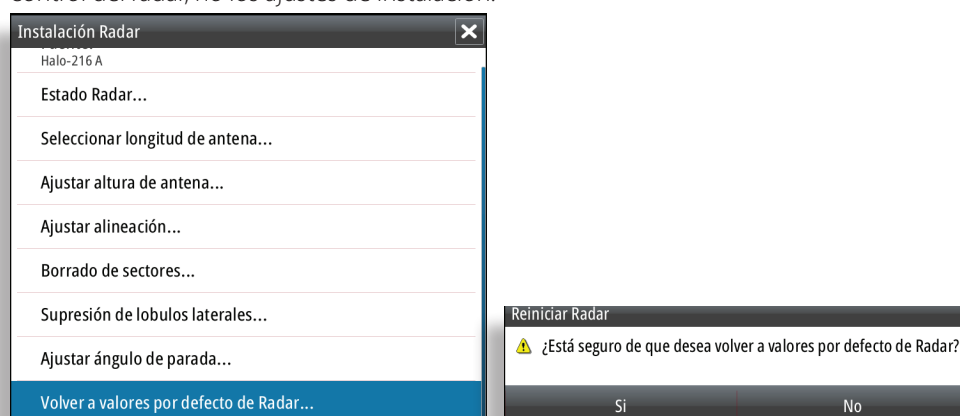 control del radar, no los ajustes de instalación.
Instalación Radar
Halo-216 A
Estado Radar...
Seleccionar longitud de antena...
Ajustar altura de antena...
Ajustar alineación...
Borrado de sectores...
Supresión de lobulos laterales...
Ajustar ángulo de parada...
Volver a valores por defecto de Radar...
Reiniciar Radar
¿Está seguro de que desea volver a valores por defecto de Radar?
Si
No